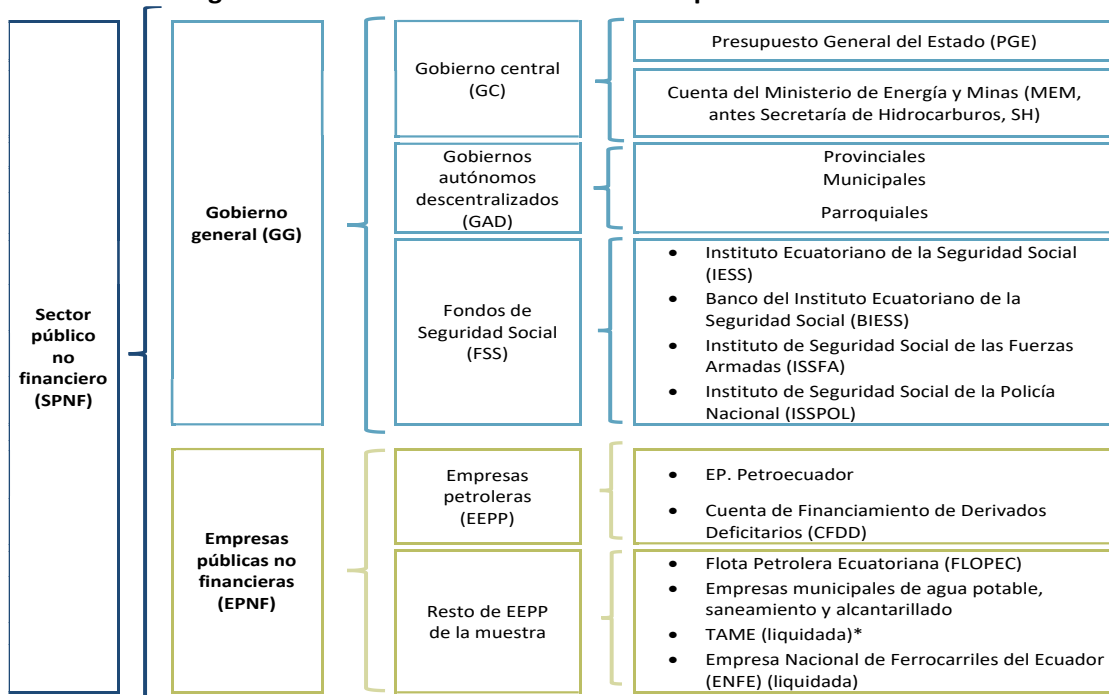 Sector
público
no
financiero
(SPNF)
Gobierno
general (GG)
Gobierno central
(GC)
Presupuesto General del Estado (PGE)
Cuenta del Ministerio de Energía y Minas (MEM,
antes Secretaría de Hidrocarburos, SH)
Gobiernos
autónomos
descentralizados
(GAD)
Provinciales
Municipales
Parroquiales
Fondos de
Seguridad Social
(FSS)
• Instituto Ecuatoriano de la Seguridad Social
(IESS)
• Banco del Instituto Ecuatoriano de la
Seguridad Social (BIESS)
• Instituto de Seguridad Social de las Fuerzas
Armadas (ISSFA)
• Instituto de Seguridad Social de la Policía
Nacional (ISSPOL)
Empresas
públicas no
financieras
(EPNF)
Empresas
petroleras
(EEPP)
• EP. Petroecuador
• Cuenta de Financiamiento de Derivados
Deficitarios (CFDD)
Resto de EEPP
de la muestra
• Flota Petrolera Ecuatoriana (FLOPEC)
• Empresas municipales de agua potable,
saneamiento y alcantarillado
• TAME (liquidada)*
• Empresa Nacional de Ferrocarriles del Ecuador
(ENFE) (liquidada)